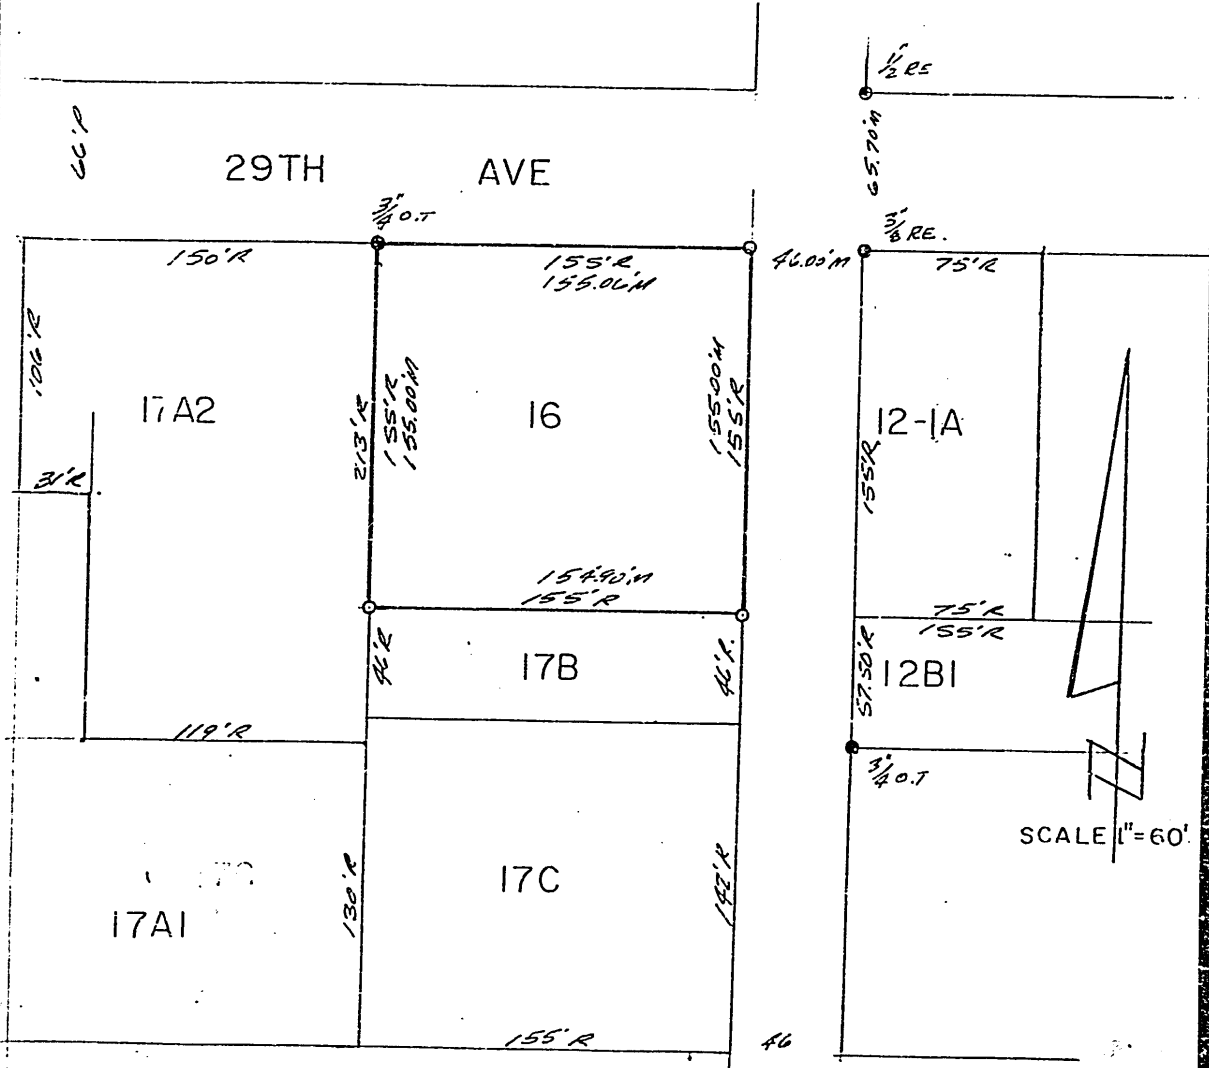 1/2" RE
66'R
65.70'M
29TH AVE
3/4" O.T
5/8" RE.
150'R
155'R
155.06'M
46.00'M
75'R
106'R
17A2
213'R
155'R
155.00'M
16
155.00'M
155'R
12-1A
155'R
31'R
154.90'M
155'R
75'R
155'R
46'R
17B
46'R.
57.50'R
12B1
119'R
3/4" O.T
SCALE 1"=60'
17A1
130'R
17C
142'R
155'R
46